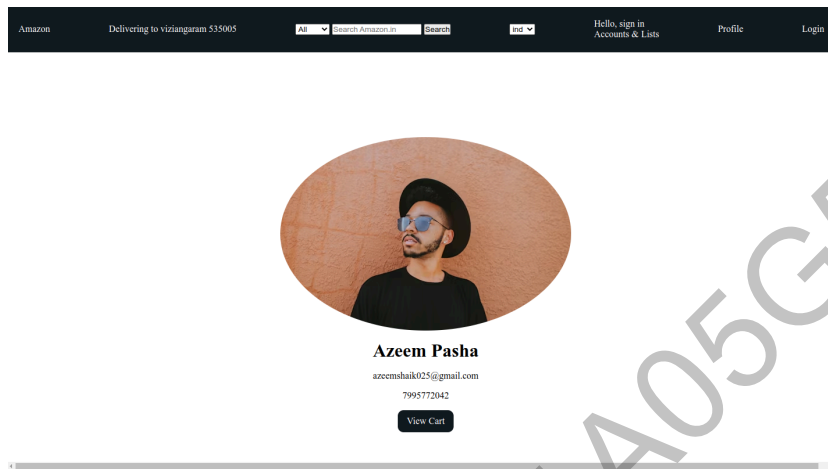 Amazon
Delivering to viziangaram 535005
All
Search Amazon.in
Search
ind
Hello, sign in
Accounts & Lists
Profile
Login
Azeem Pasha
azeemshaik025@gmail.com
7995772042
View Cart